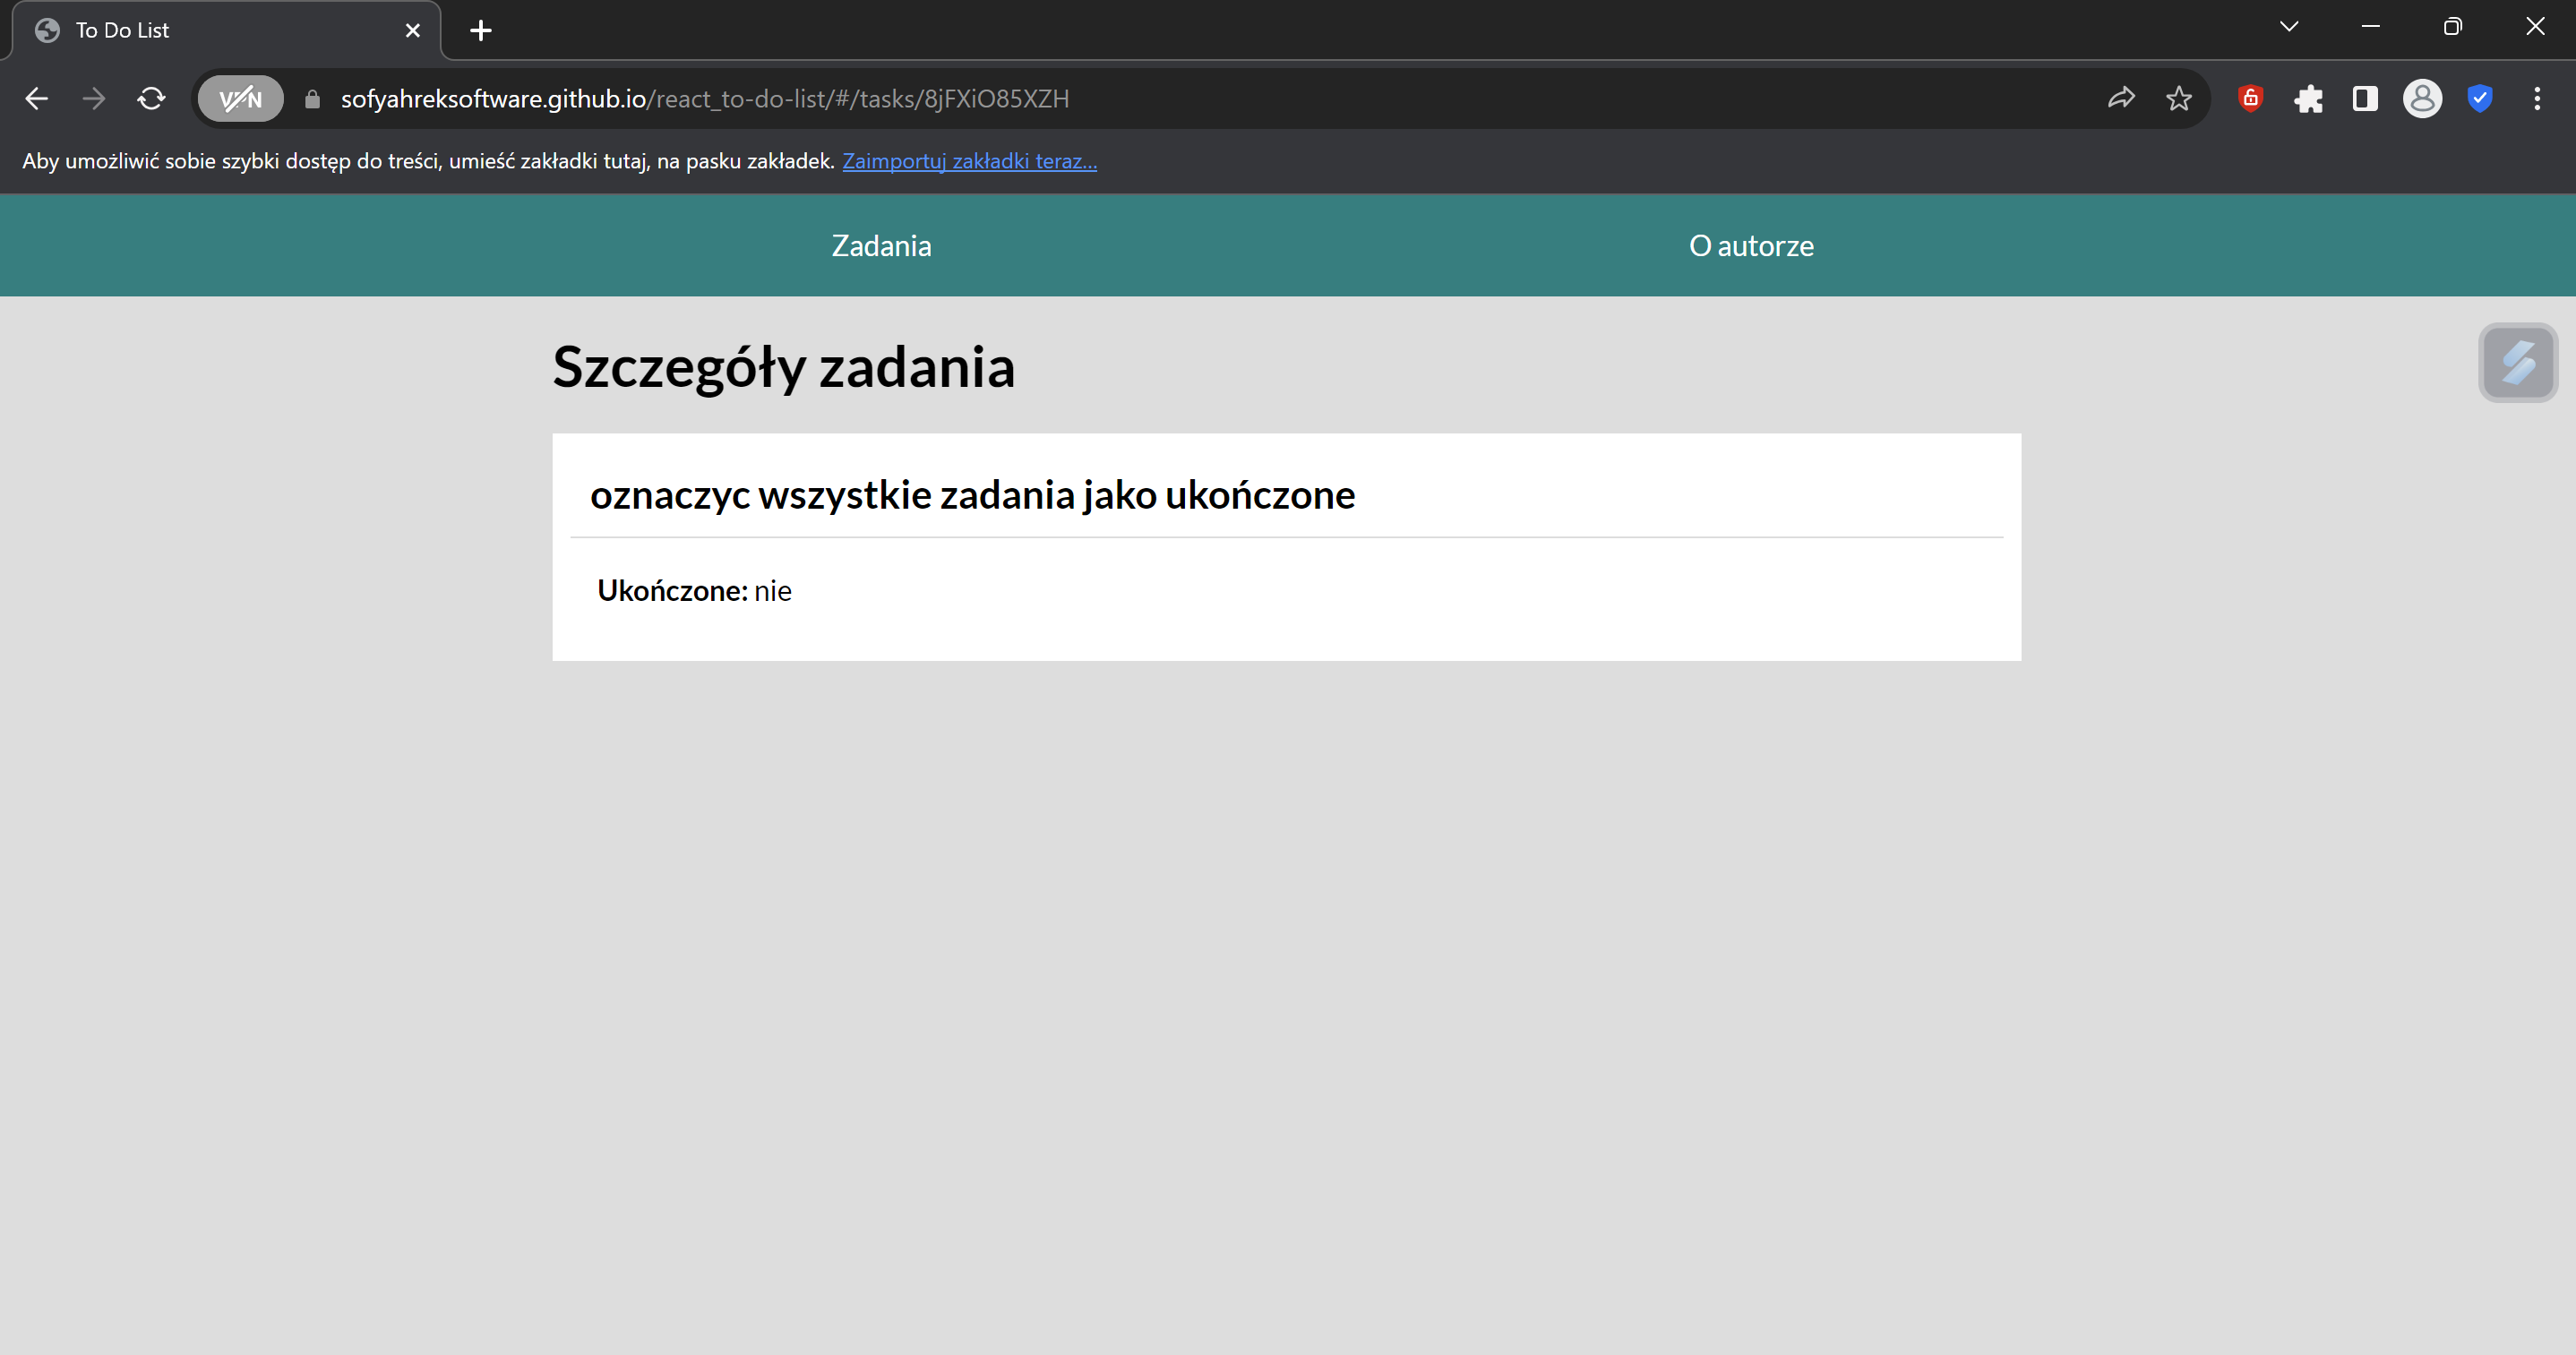 To Do List
VPN
sofyahreksoftware.github.io/react_to-do-list/#/tasks/8jFXiO85XZH
Aby umożliwić sobie szybki dostęp do treści, umieść zakładki tutaj, na pasku zakładek. Zaimportuj zakładki teraz...
Zadania O autorze
Szczegóły zadania
oznaczyc wszystkie zadania jako ukończone
Ukończone: nie